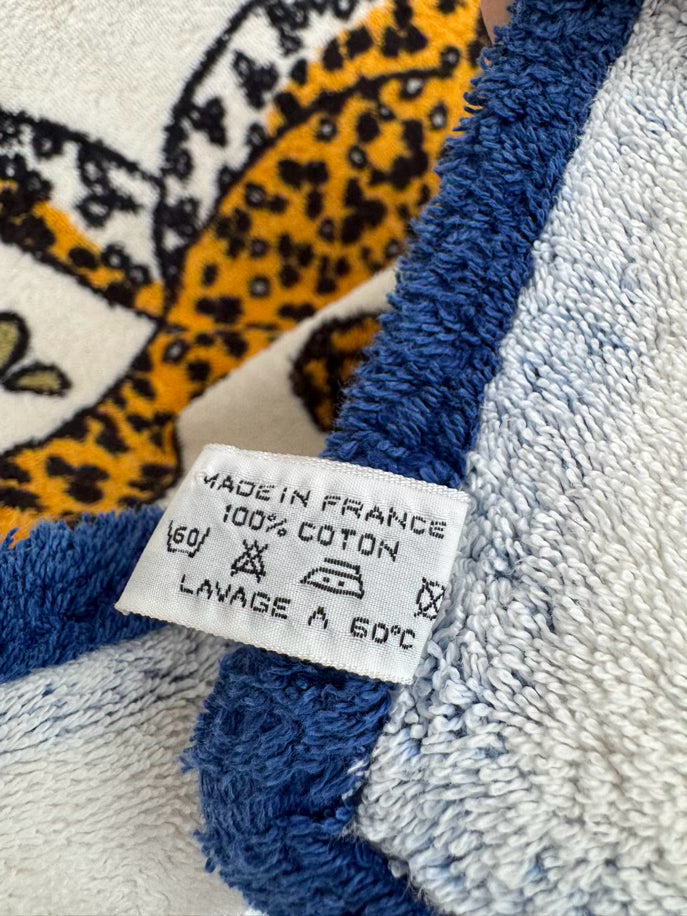 MADE IN FRANCE
100% COTON
60
LAVAGE A 60°C